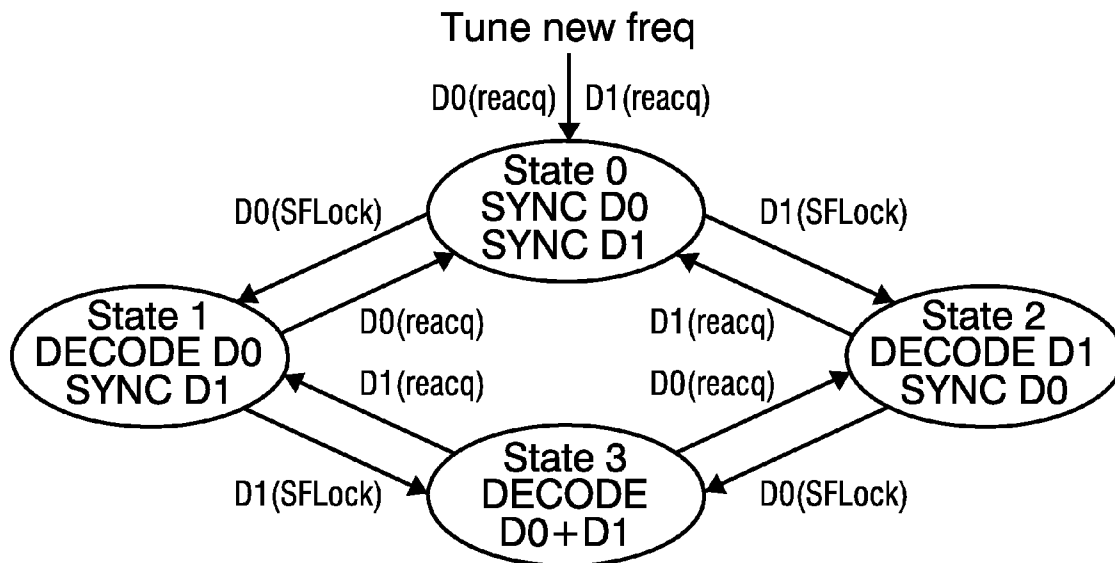 Tune new freq
D0(reacq) D1(reacq)
State 0
SYNC D0
SYNC D1
D0(SFLock)
D1(SFLock)
State 1
DECODE D0
SYNC D1
D0(reacq)
D1(reacq)
State 2
DECODE D1
SYNC D0
D1(reacq)
D0(reacq)
State 3
DECODE
D0+D1
D1(SFLock)
D0(SFLock)